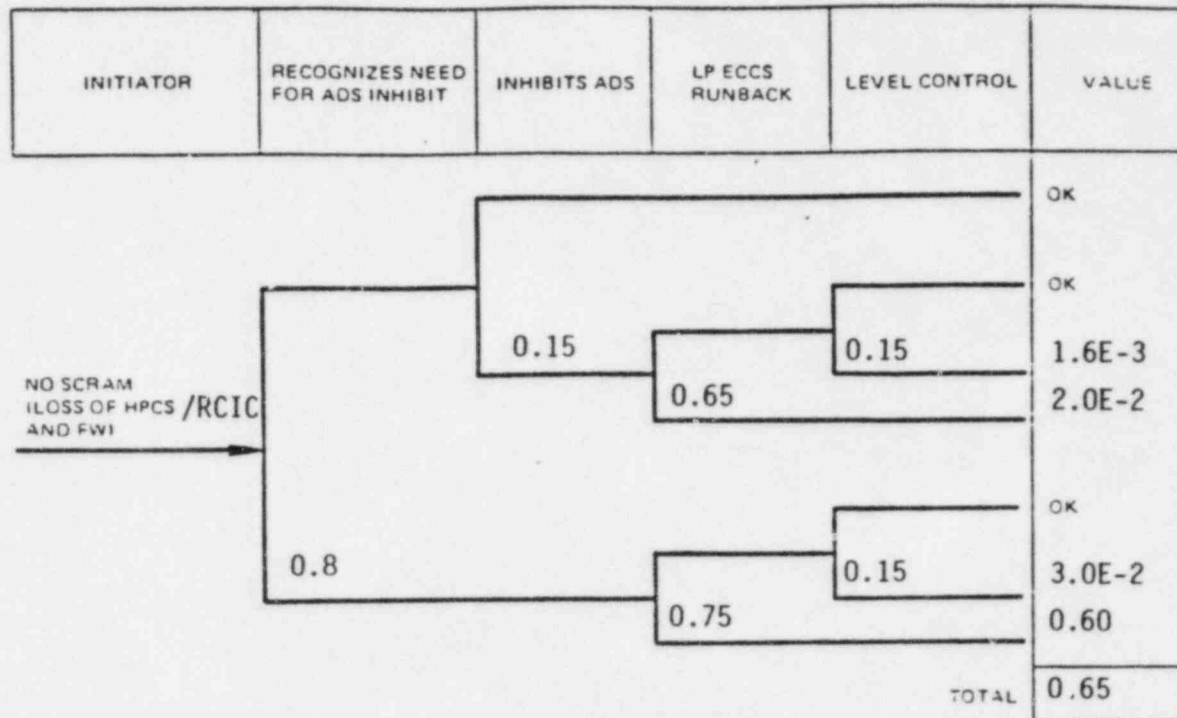 INITIATOR
RECOGNIZES NEED
FOR ADS INHIBIT
INHIBITS ADS
LP ECCS
RUNBACK
LEVEL CONTROL
VALUE
OK
OK
0.15
0.15
1.6E-3
NO SCRAM
(LOSS OF HPCS /RCIC
AND FW)
0.65
2.0E-2
OK
0.8
0.15
3.0E-2
0.75
0.60
TOTAL
0.65